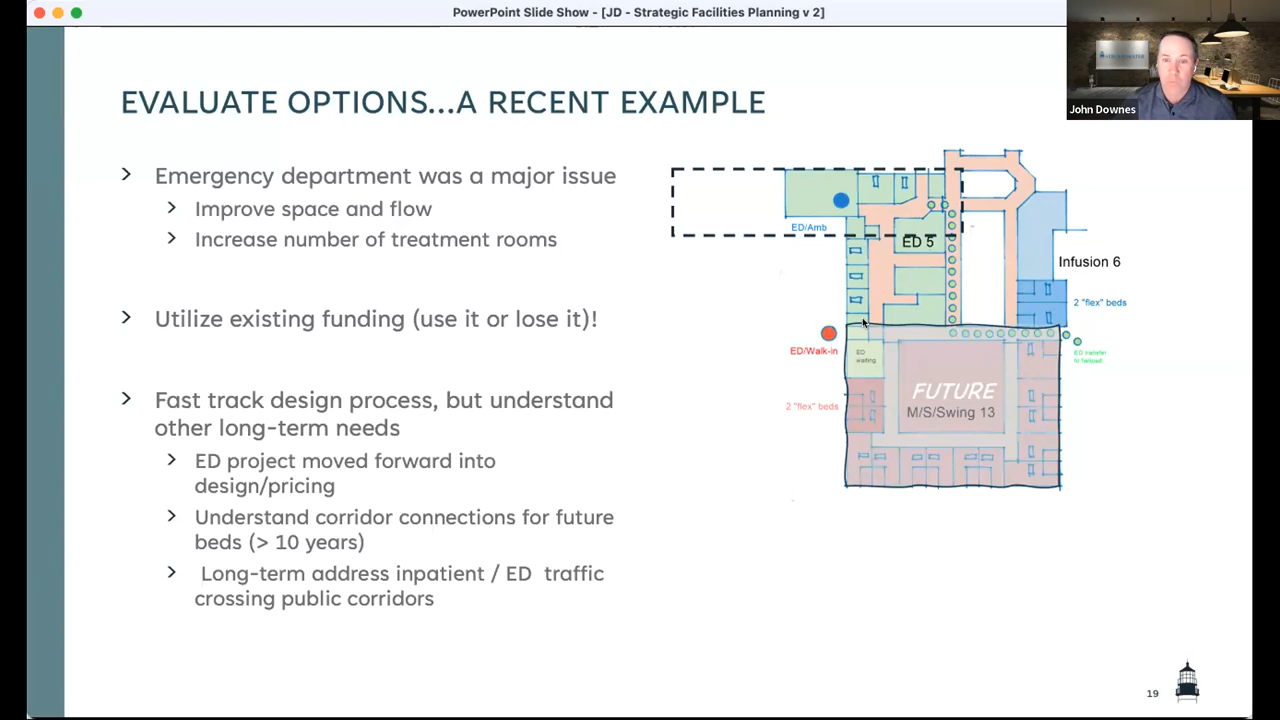 PowerPoint Slide Show - [JD - Strategic Facilities Planning v 2]
John Downes
EVALUATE OPTIONS...A RECENT EXAMPLE
> Emergency department was a major issue
> Improve space and flow
> Increase number of treatment rooms
> Utilize existing funding (use it or lose it)!
> Fast track design process, but understand
other long-term needs
> ED project moved forward into
design/pricing
> Understand corridor connections for future
beds (> 10 years)
> Long-term address inpatient / ED traffic
crossing public corridors
ED/Amb
ED 5
Infusion 6
2 "flex" beds
ED/Walk-in
ED
waiting
ED transfer
to helipad
2 "flex" beds
FUTURE
M/S/Swing 13
19